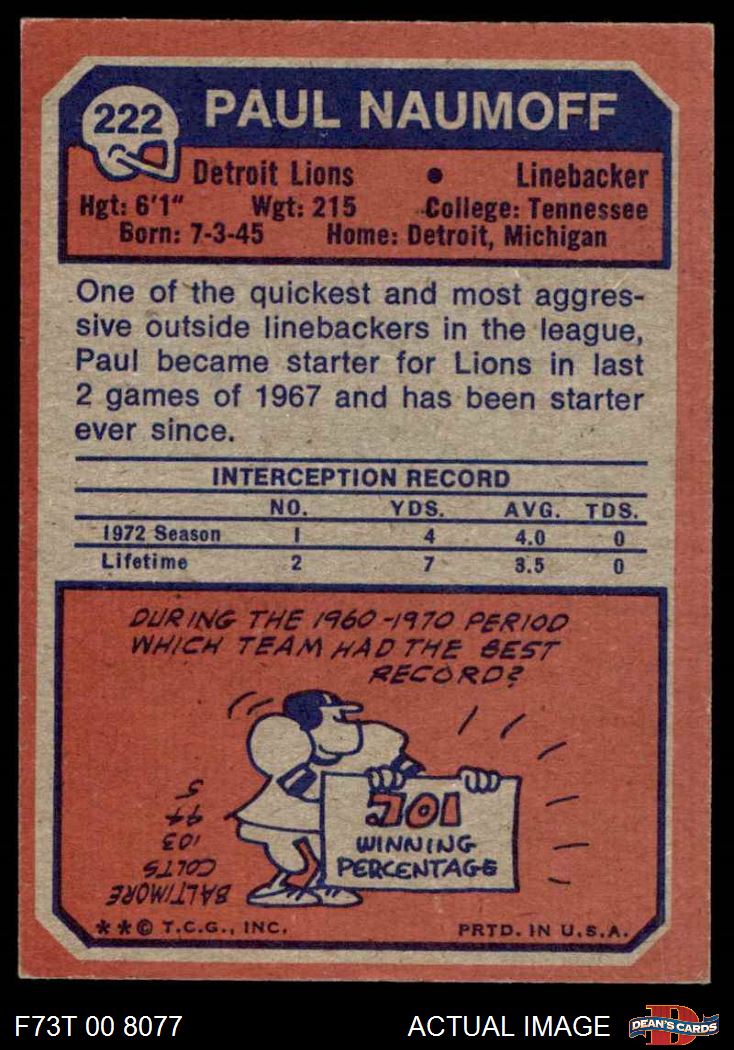 222
PAUL NAUMOFF
Detroit Lions • Linebacker
Hgt: 6'1" Wgt: 215 College: Tennessee
Born: 7-3-45 Home: Detroit, Michigan
One of the quickest and most aggres-
sive outside linebackers in the league,
Paul became starter for Lions in last
2 games of 1967 and has been starter
ever since.
INTERCEPTION RECORD
NO. YDS. AVG. TDS.
1972 Season 1 4 4.0 0
Lifetime 2 7 3.5 0
DURING THE 1960-1970 PERIOD
WHICH TEAM HAD THE BEST
RECORD?
.701
WINNING
PERCENTAGE
BALTIMORE
COLTS
103
44
5
**© T.C.G., INC. PRTD. IN U.S.A.
F73T 00 8077 ACTUAL IMAGE
D
DEAN'S CARDS